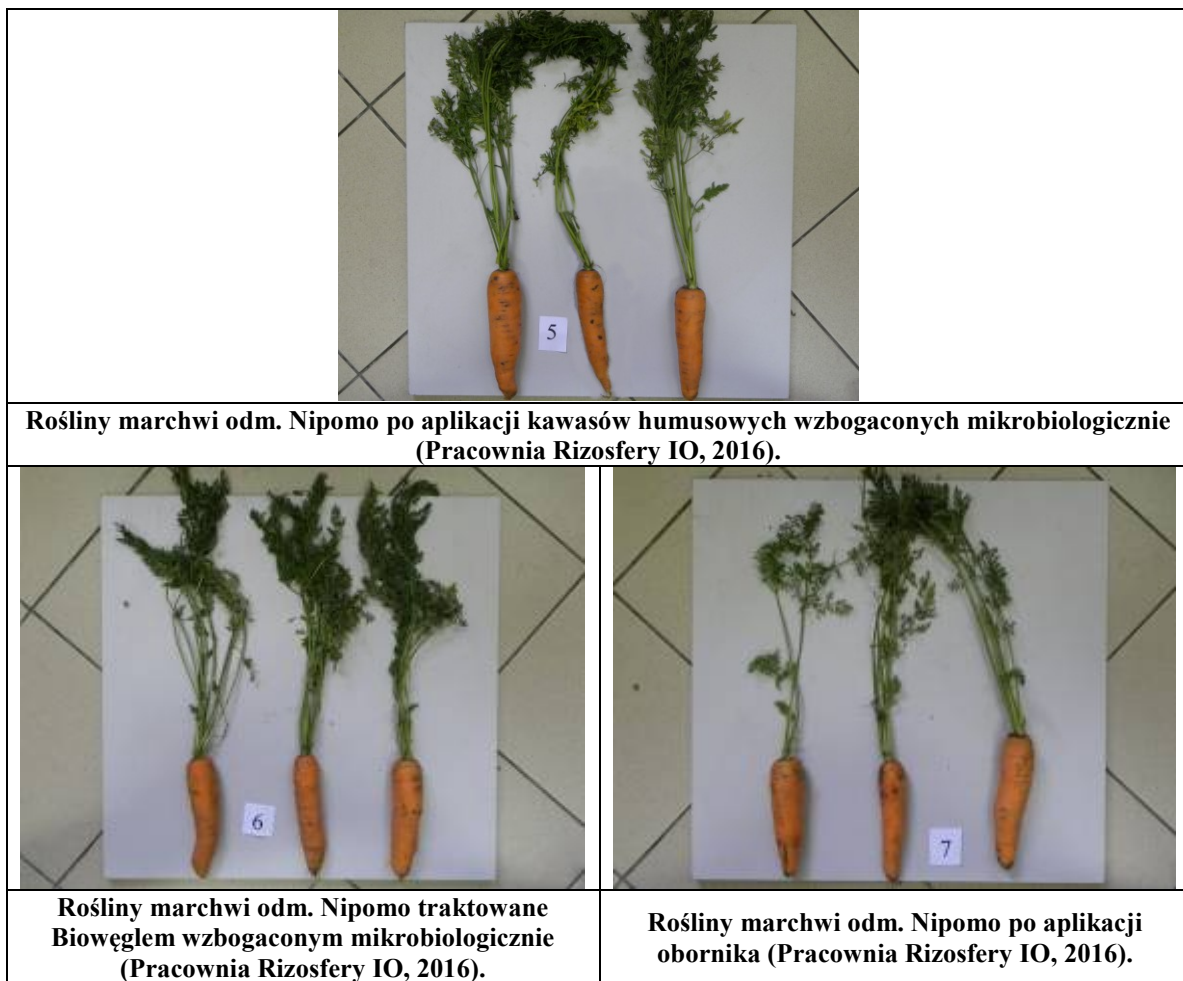 5
Rośliny marchwi odm. Nipomo po aplikacji kawasów humusowych wzbogaconych mikrobiologicznie
(Pracownia Rizosfery IO, 2016).
6
7
Rośliny marchwi odm. Nipomo traktowane
Biowęglem wzbogaconym mikrobiologicznie
(Pracownia Rizosfery IO, 2016).
Rośliny marchwi odm. Nipomo po aplikacji
obornika (Pracownia Rizosfery IO, 2016).